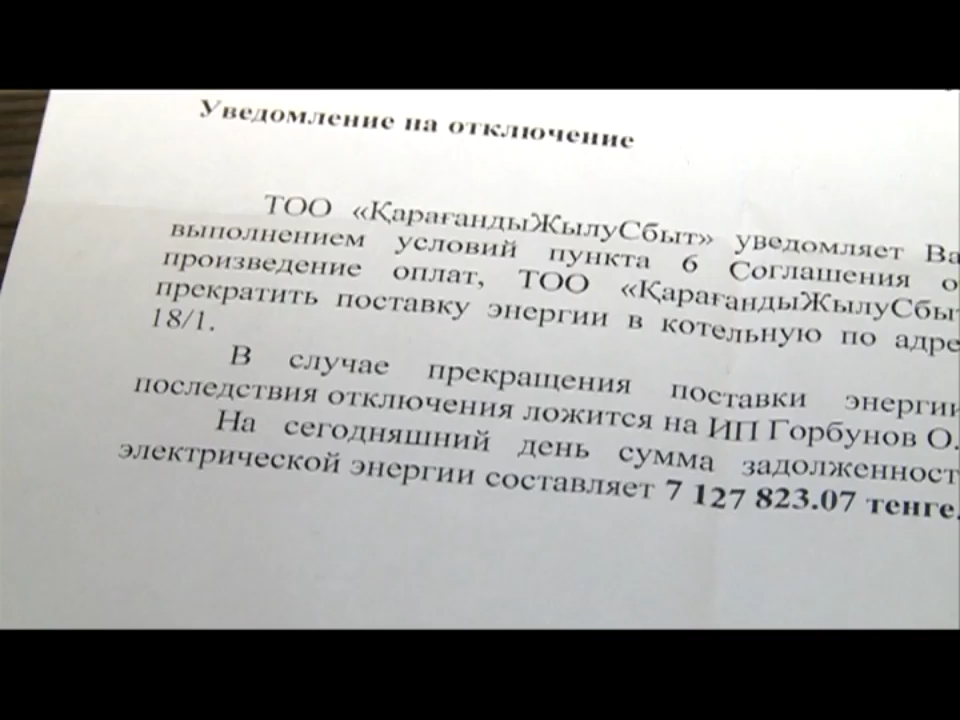 Уведомление на отключение
ТОО «ҚарағандыЖылуСбыт» уведомляет Ва
выполнением условий пункта 6 Соглашения о
произведение оплат, ТОО «ҚарағандыЖылуСбыт
прекратить поставку энергии в котельную по адре
18/1.
В случае прекращения поставки энергии
последствия отключения ложится на ИП Горбунов О.
На сегодняшний день сумма задолженност
электрической энергии составляет 7 127 823.07 тенге.